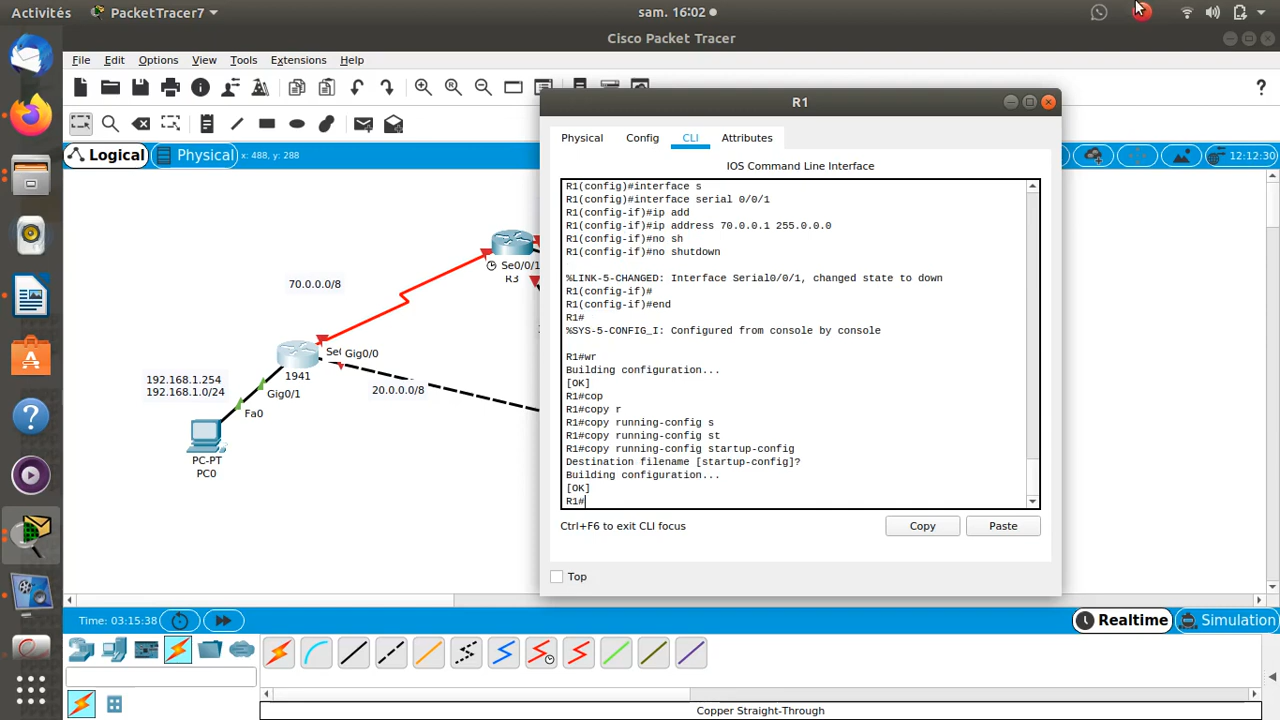 Activités
PacketTracer7
sam. 16:02
Cisco Packet Tracer
File Edit Options View Tools Extensions Help
Logical
Physical
x: 488, y: 288
12:12:30
R1
Physical Config CLI Attributes
IOS Command Line Interface
R1(config)#interface s
R1(config)#interface serial 0/0/1
R1(config-if)#ip add
R1(config-if)#ip address 70.0.0.1 255.0.0.0
R1(config-if)#no sh
R1(config-if)#no shutdown
%LINK-5-CHANGED: Interface Serial0/0/1, changed state to down
R1(config-if)#
R1(config-if)#end
R1#
%SYS-5-CONFIG_I: Configured from console by console
R1#wr
Building configuration...
[OK]
R1#cop
R1#copy r
R1#copy running-config s
R1#copy running-config st
R1#copy running-config startup-config
Destination filename [startup-config]?
Building configuration...
[OK]
R1#
Ctrl+F6 to exit CLI focus
Copy
Paste
Top
Se0/0/1
R3
70.0.0.0/8
Gig0/0
1941
20.0.0.0/8
192.168.1.254
192.168.1.0/24
Gig0/1
Fa0
PC-PT
PC0
Time: 03:15:38
Realtime
Simulation
Copper Straight-Through